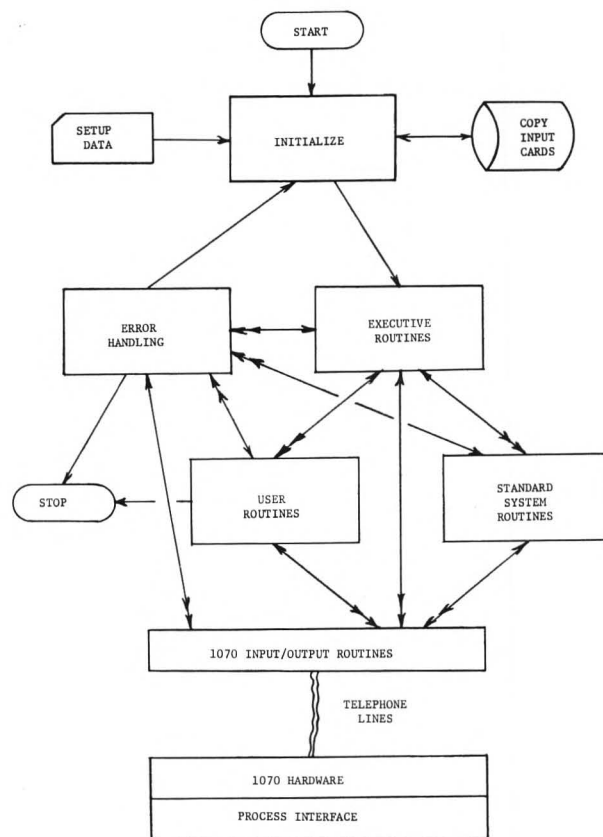 START
SETUP
DATA
INITIALIZE
COPY
INPUT
CARDS
ERROR
HANDLING
EXECUTIVE
ROUTINES
STOP
USER
ROUTINES
STANDARD
SYSTEM
ROUTINES
1070 INPUT/OUTPUT ROUTINES
TELEPHONE
LINES
1070 HARDWARE
PROCESS INTERFACE